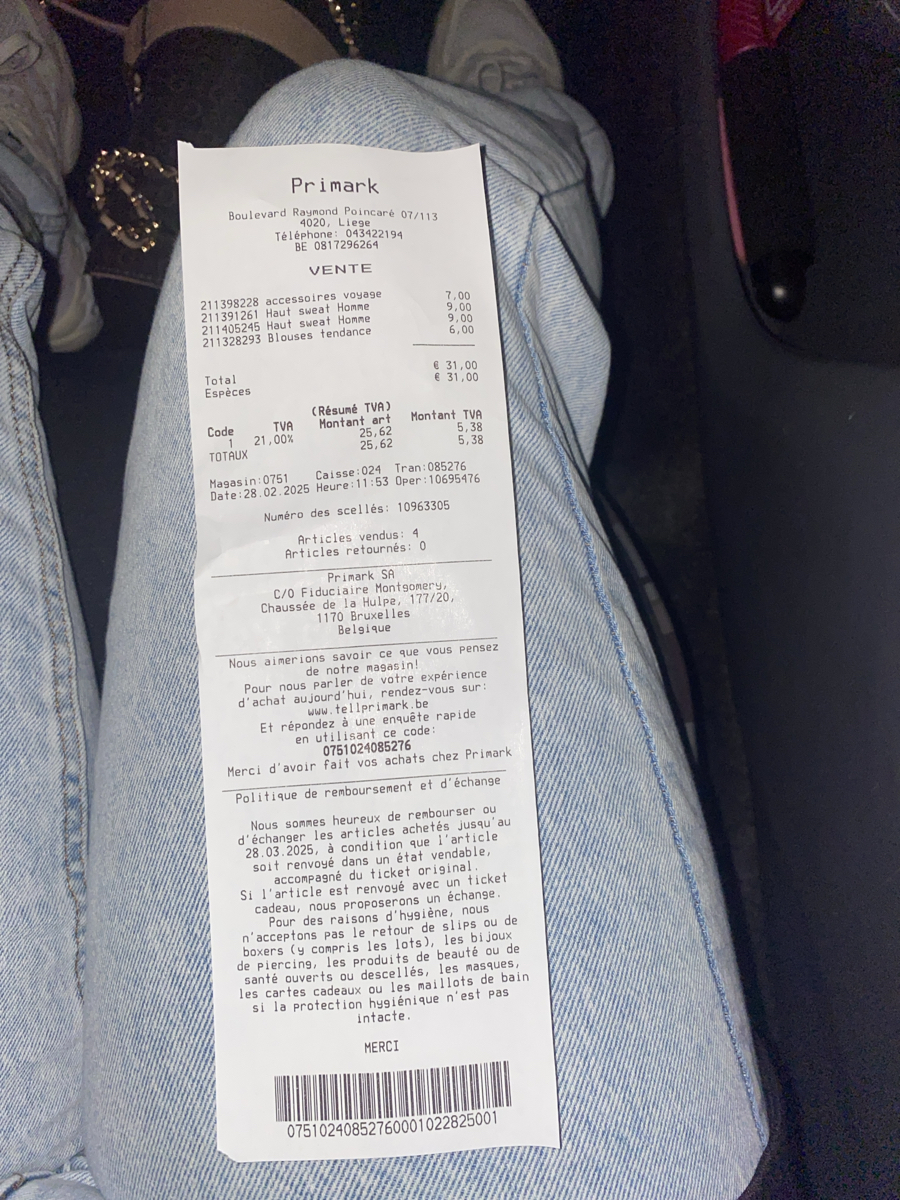 Primark
Boulevard Raymond Poincaré 07/113
4020, Liege
Téléphone: 043422194
BE 0817296264
VENTE
211398228 accessoires voyage 7,00
211391261 Haut sweat Homme 9,00
211405245 Haut sweat Homme 9,00
211328293 Blouses tendance 6,00
Total € 31,00
Espèces € 31,00
(Résumé TVA)
Code TVA Montant art Montant TVA
1 21,00% 25,62 5,38
TOTAUX 25,62 5,38
Magasin:0751 Caisse:024 Tran:085276
Date:28.02.2025 Heure:11:53 Oper:10695476
Numéro des scellés: 10963305
Articles vendus: 4
Articles retournés: 0
Primark SA
C/O Fiduciaire Montgomery,
Chaussée de la Hulpe, 177/20,
1170 Bruxelles
Belgique
Nous aimerions savoir ce que vous pensez
de notre magasin!
Pour nous parler de votre expérience
d'achat aujourd'hui, rendez-vous sur:
www.tellprimark.be
Et répondez à une enquête rapide
en utilisant ce code:
0751024085276
Merci d'avoir fait vos achats chez Primark
Politique de remboursement et d'échange
Nous sommes heureux de rembourser ou
d'échanger les articles achetés jusqu'au
28.03.2025, à condition que l'article
soit renvoyé dans un état vendable,
accompagné du ticket original.
Si l'article est renvoyé avec un ticket
cadeau, nous proposerons un échange.
Pour des raisons d'hygiène, nous
n'acceptons pas le retour de slips ou de
boxers (y compris les lots), les bijoux
de piercing, les produits de beauté ou de
santé ouverts ou descellés, les masques,
les cartes cadeaux ou les maillots de bain
si la protection hygiénique n'est pas
intacte.
MERCI
07510240852760001022825001